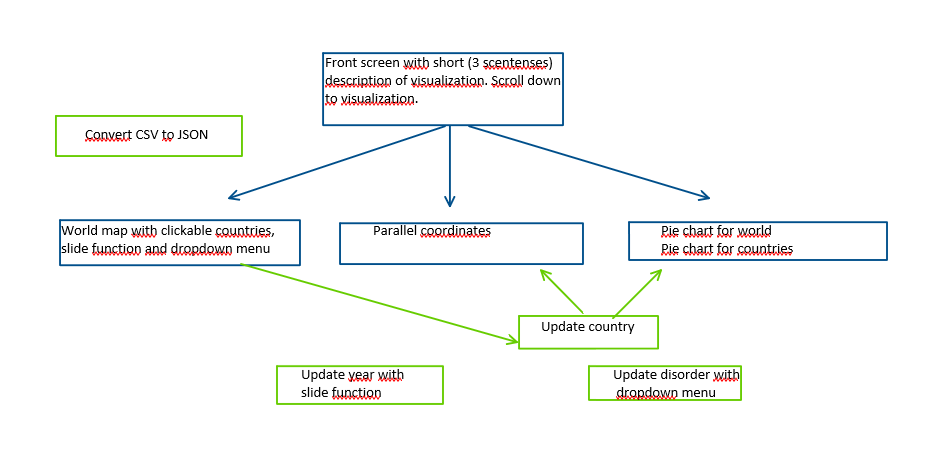 Front screen with short (3 scentenses)
description of visualization. Scroll down
to visualization.
Convert CSV to JSON
World map with clickable countries,
slide function and dropdown menu
Parallel coordinates
Pie chart for world
Pie chart for countries
Update country
Update year with
slide function
Update disorder with
dropdown menu